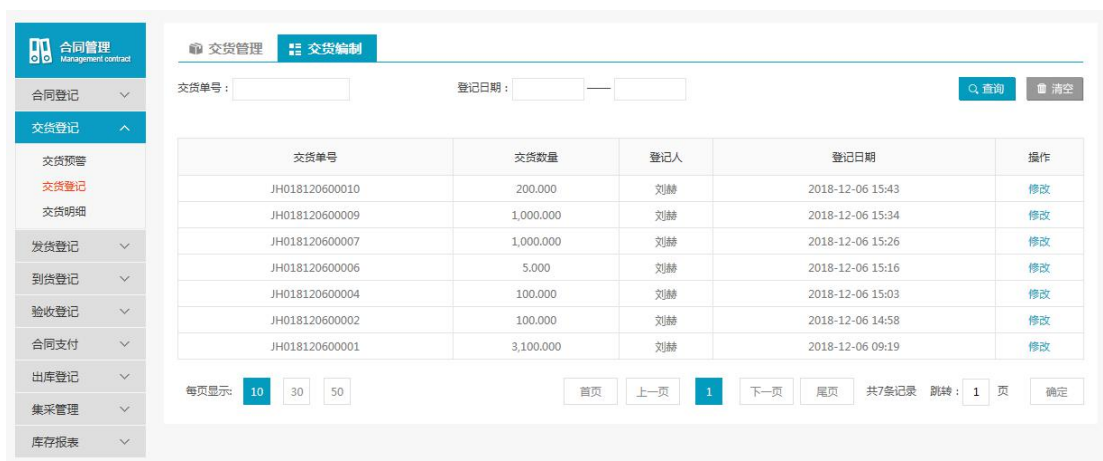 合同管理
Management contract
合同登记
交货登记
交货预警
交货登记
交货明细
发货登记
到货登记
验收登记
合同支付
出库登记
集采管理
库存报表
交货管理 交货编制
交货单号： 登记日期： —— 查询 清空
交货单号 交货数量 登记人 登记日期 操作
JH018120600010 200.000 刘赫 2018-12-06 15:43 修改
JH018120600009 1,000.000 刘赫 2018-12-06 15:34 修改
JH018120600007 1,000.000 刘赫 2018-12-06 15:26 修改
JH018120600006 5.000 刘赫 2018-12-06 15:16 修改
JH018120600004 100.000 刘赫 2018-12-06 15:03 修改
JH018120600002 100.000 刘赫 2018-12-06 14:58 修改
JH018120600001 3,100.000 刘赫 2018-12-06 09:19 修改
每页显示: 10 30 50 首页 上一页 1 下一页 尾页 共7条记录 跳转： 1 页 确定